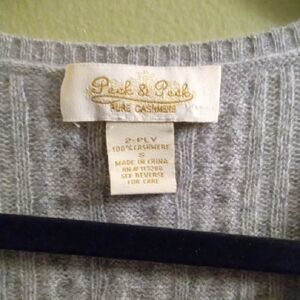 Peck & Peck
PURE CASHMERE
2-PLY
100% CASHMERE
S
MADE IN CHINA
SEE REVERSE
FOR CARE